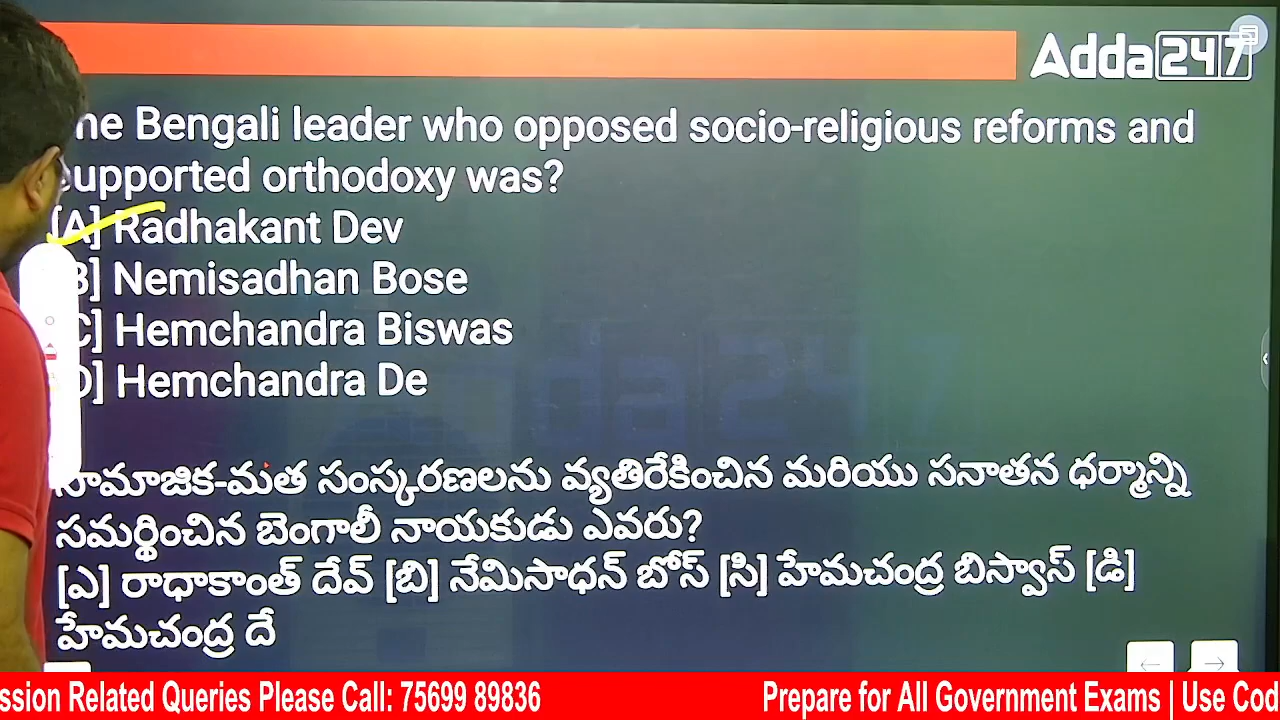 Adda247
he Bengali leader who opposed socio-religious reforms and
supported orthodoxy was?
[A] Radhakant Dev
B] Nemisadhan Bose
C] Hemchandra Biswas
D] Hemchandra De
సామాజిక-మత సంస్కరణలను వ్యతిరేకించిన మరియు సనాతన ధర్మాన్ని
సమర్థించిన బెంగాలీ నాయకుడు ఎవరు?
[ఏ] రాధాకాంత్ దేవ్ [బి] నేమిసాధన్ బోస్ [సి] హేమచంద్ర బిస్వాస్ [డి]
హేమచంద్ర దే
ssion Related Queries Please Call: 75699 89836 Prepare for All Government Exams | Use Cod